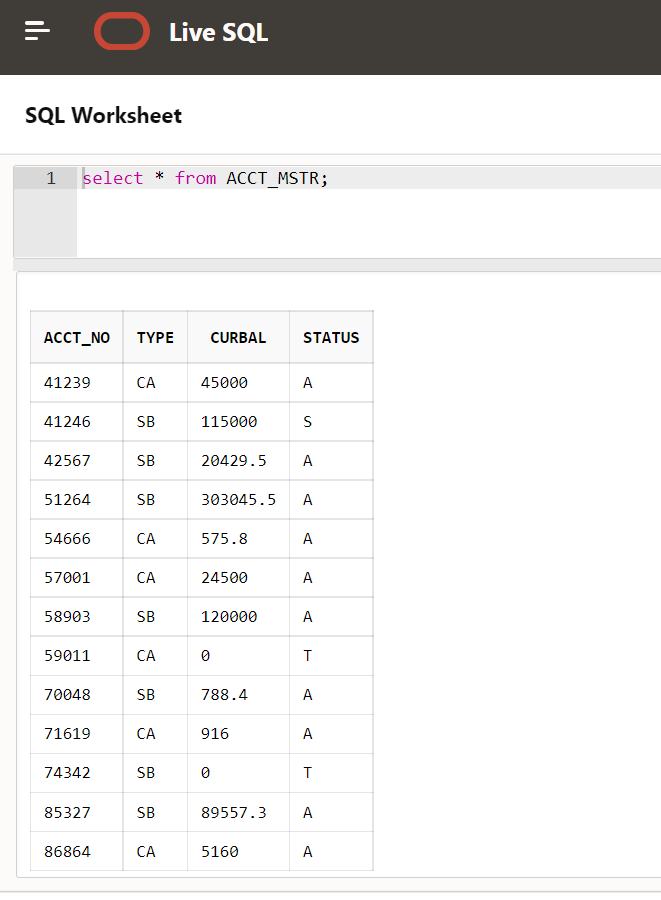 Live SQL
SQL Worksheet
1 select * from ACCT_MSTR;
ACCT_NO TYPE CURBAL STATUS
41239 CA 45000 A
41246 SB 115000 S
42567 SB 20429.5 A
51264 SB 303045.5 A
54666 CA 575.8 A
57001 CA 24500 A
58903 SB 120000 A
59011 CA 0 T
70048 SB 788.4 A
71619 CA 916 A
74342 SB 0 T
85327 SB 89557.3 A
86864 CA 5160 A